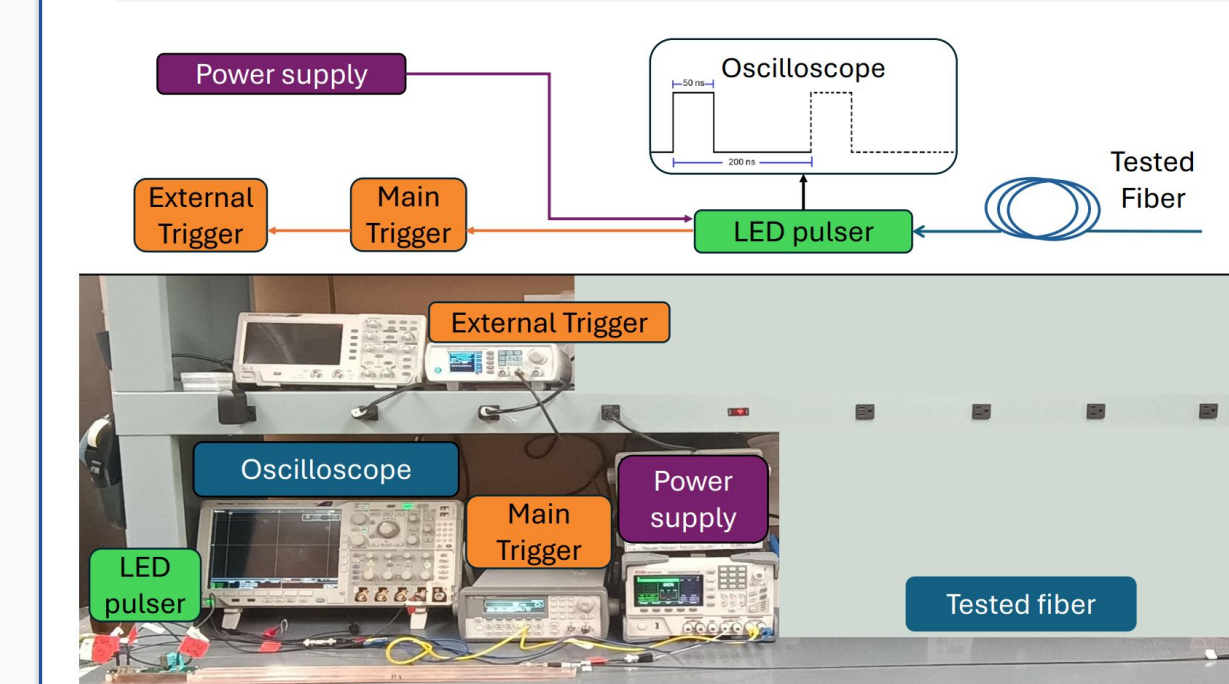 Power supply
Oscilloscope
50 ns
200 ns
Tested
Fiber
External
Trigger
Main
Trigger
LED pulser
External Trigger
Oscilloscope
Power
supply
Main
Trigger
LED
pulser
Tested fiber